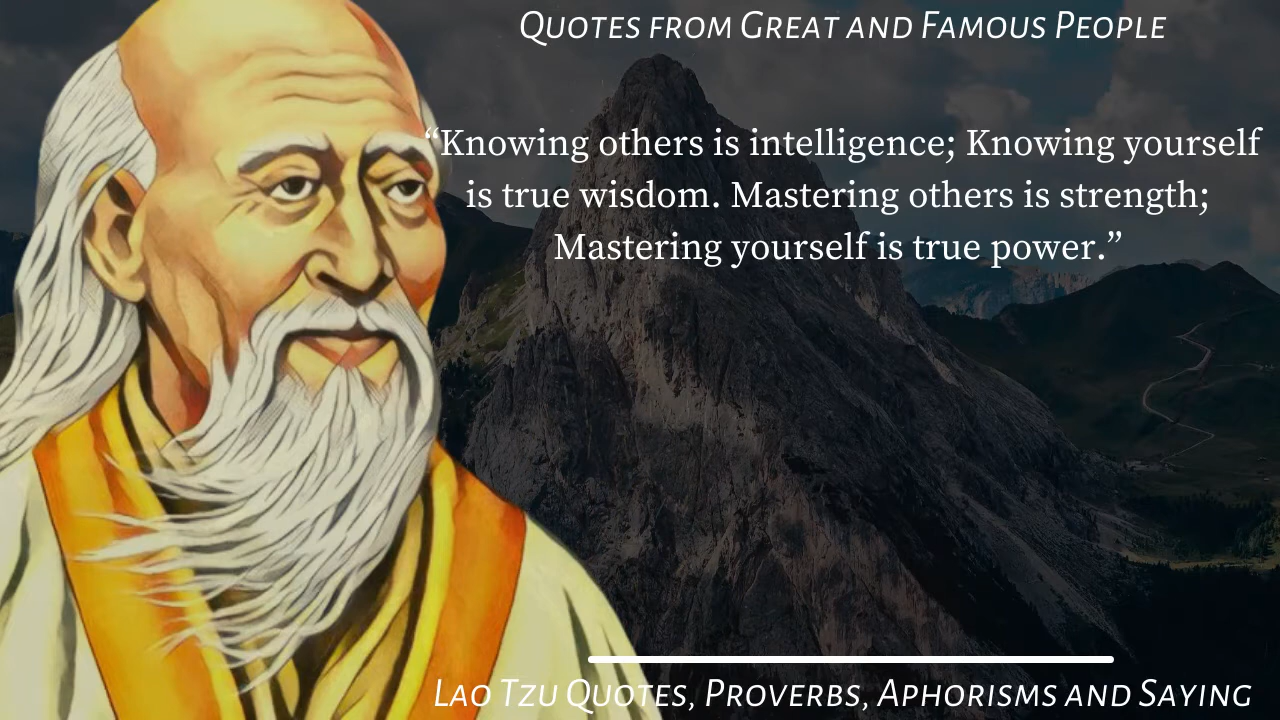 Quotes from Great and Famous People
“Knowing others is intelligence; Knowing yourself
is true wisdom. Mastering others is strength;
Mastering yourself is true power.”
Lao Tzu Quotes, Proverbs, Aphorisms and Saying